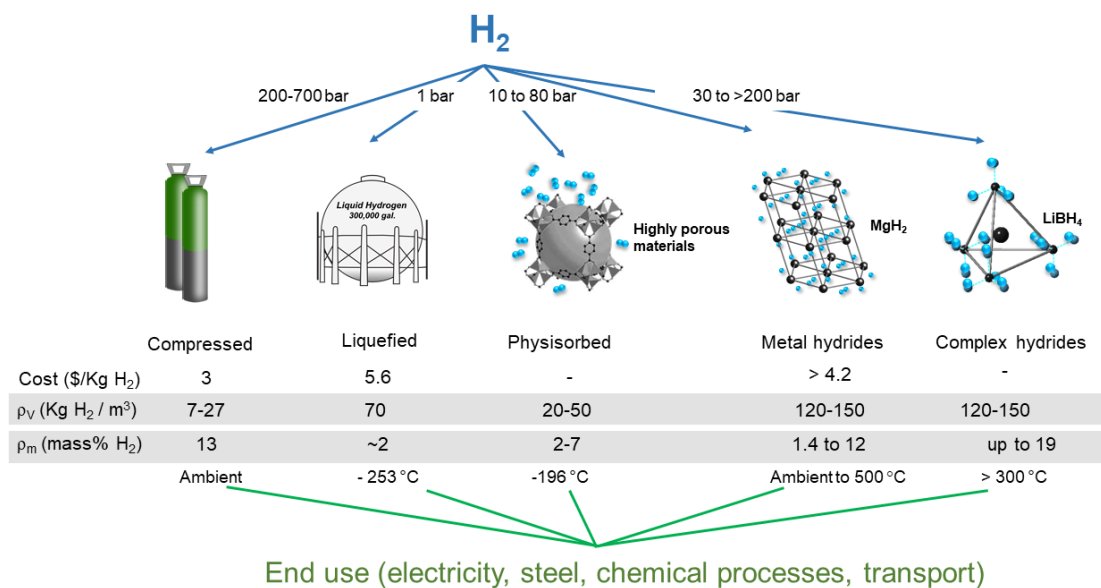 H₂
200-700 bar
1 bar
10 to 80 bar
30 to >200 bar
Liquid Hydrogen
300,000 gal.
Highly porous
materials
MgH₂
LiBH₄
Compressed
Liquefied
Physisorbed
Metal hydrides
Complex hydrides
Cost ($/Kg H₂) 3 5.6 - > 4.2 -
ρV (Kg H₂ / m³) 7-27 70 20-50 120-150 120-150
ρm (mass% H₂) 13 ~2 2-7 1.4 to 12 up to 19
Ambient - 253 °C -196 °C Ambient to 500 °C > 300 °C
End use (electricity, steel, chemical processes, transport)